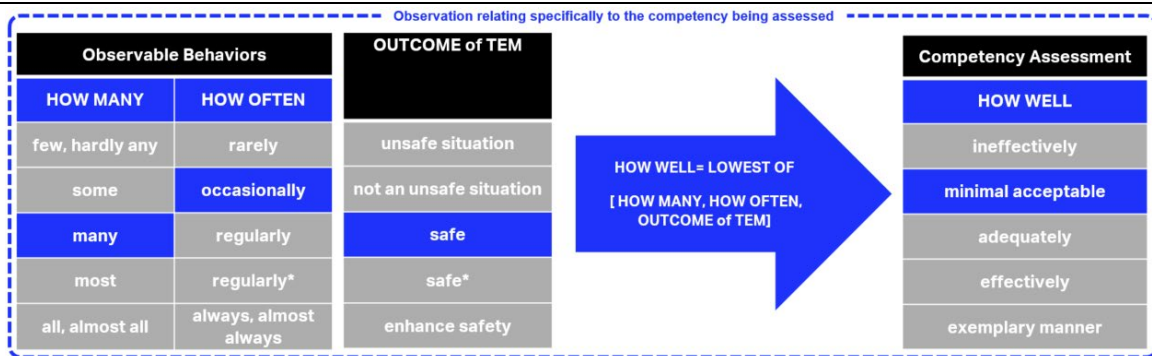 Observation relating specifically to the competency being assessed
Observable Behaviors
HOW MANY
HOW OFTEN
few, hardly any
rarely
some
occasionally
many
regularly
most
regularly*
all, almost all
always, almost
always
OUTCOME of TEM
unsafe situation
not an unsafe situation
safe
safe*
enhance safety
HOW WELL= LOWEST OF
[ HOW MANY, HOW OFTEN,
OUTCOME of TEM]
Competency Assessment
HOW WELL
ineffectively
minimal acceptable
adequately
effectively
exemplary manner